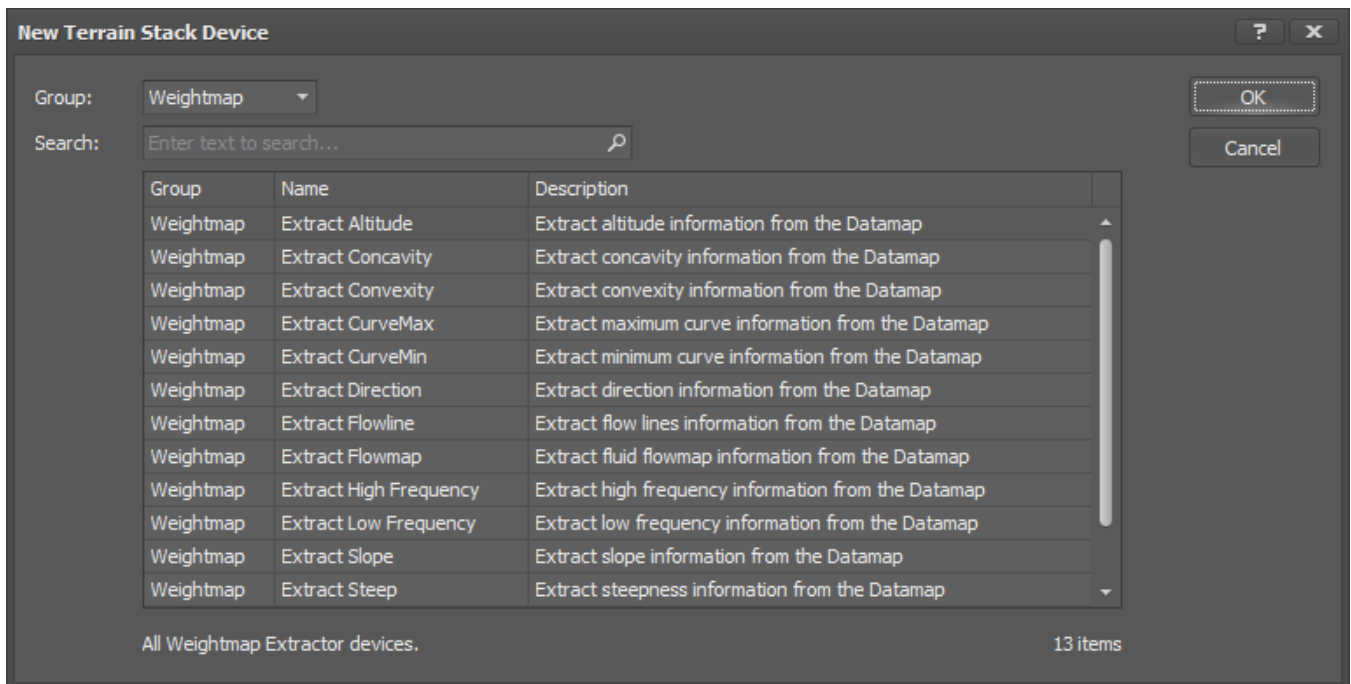 New Terrain Stack Device ? X
Group: Weightmap OK
Search: Enter text to search... Cancel
Group Name Description
Weightmap Extract Altitude Extract altitude information from the Datamap
Weightmap Extract Concavity Extract concavity information from the Datamap
Weightmap Extract Convexity Extract convexity information from the Datamap
Weightmap Extract CurveMax Extract maximum curve information from the Datamap
Weightmap Extract CurveMin Extract minimum curve information from the Datamap
Weightmap Extract Direction Extract direction information from the Datamap
Weightmap Extract Flowline Extract flow lines information from the Datamap
Weightmap Extract Flowmap Extract fluid flowmap information from the Datamap
Weightmap Extract High Frequency Extract high frequency information from the Datamap
Weightmap Extract Low Frequency Extract low frequency information from the Datamap
Weightmap Extract Slope Extract slope information from the Datamap
Weightmap Extract Steep Extract steepness information from the Datamap
All Weightmap Extractor devices. 13 items